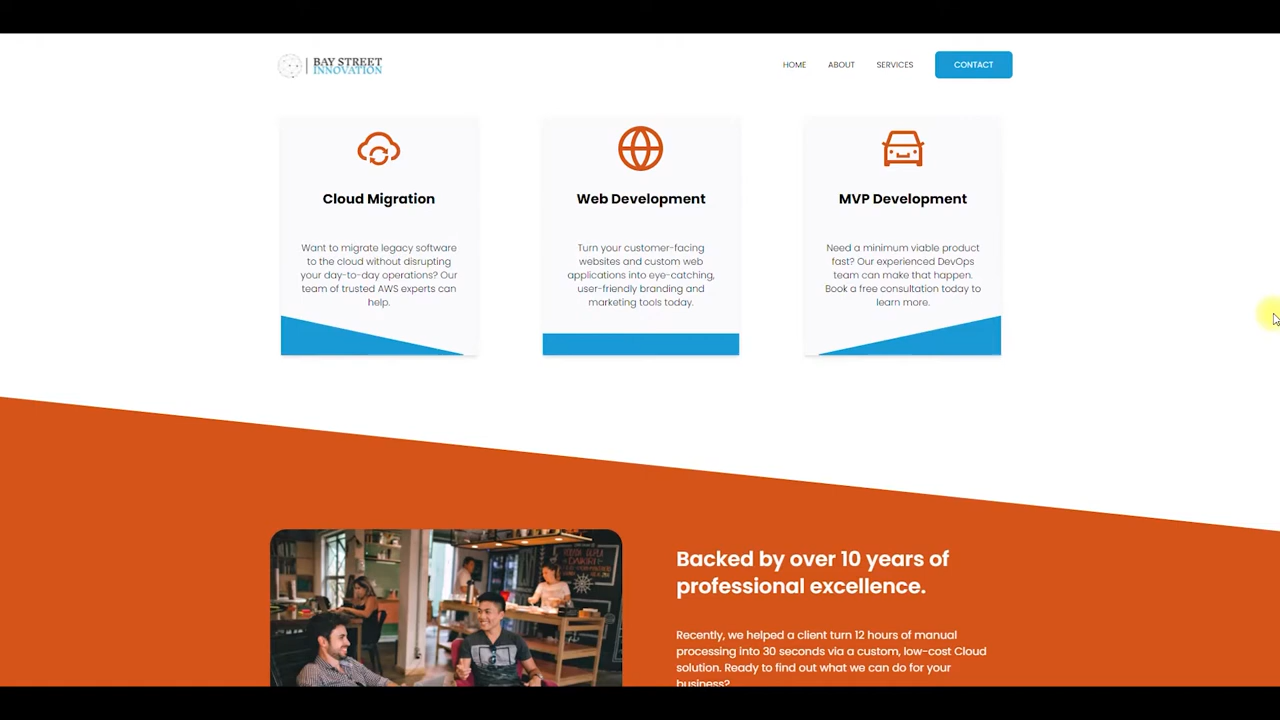 BAY STREET
INNOVATION
HOME
ABOUT
SERVICES
CONTACT
Cloud Migration
Want to migrate legacy software
to the cloud without disrupting
your day-to-day operations? Our
team of trusted AWS experts can
help.
Web Development
Turn your customer-facing
websites and custom web
applications into eye-catching,
user-friendly branding and
marketing tools today.
MVP Development
Need a minimum viable product
fast? Our experienced DevOps
team can make that happen.
Book a free consultation today to
learn more.
Backed by over 10 years of
professional excellence.
Recently, we helped a client turn 12 hours of manual
processing into 30 seconds via a custom, low-cost Cloud
solution. Ready to find out what we can do for your
business?